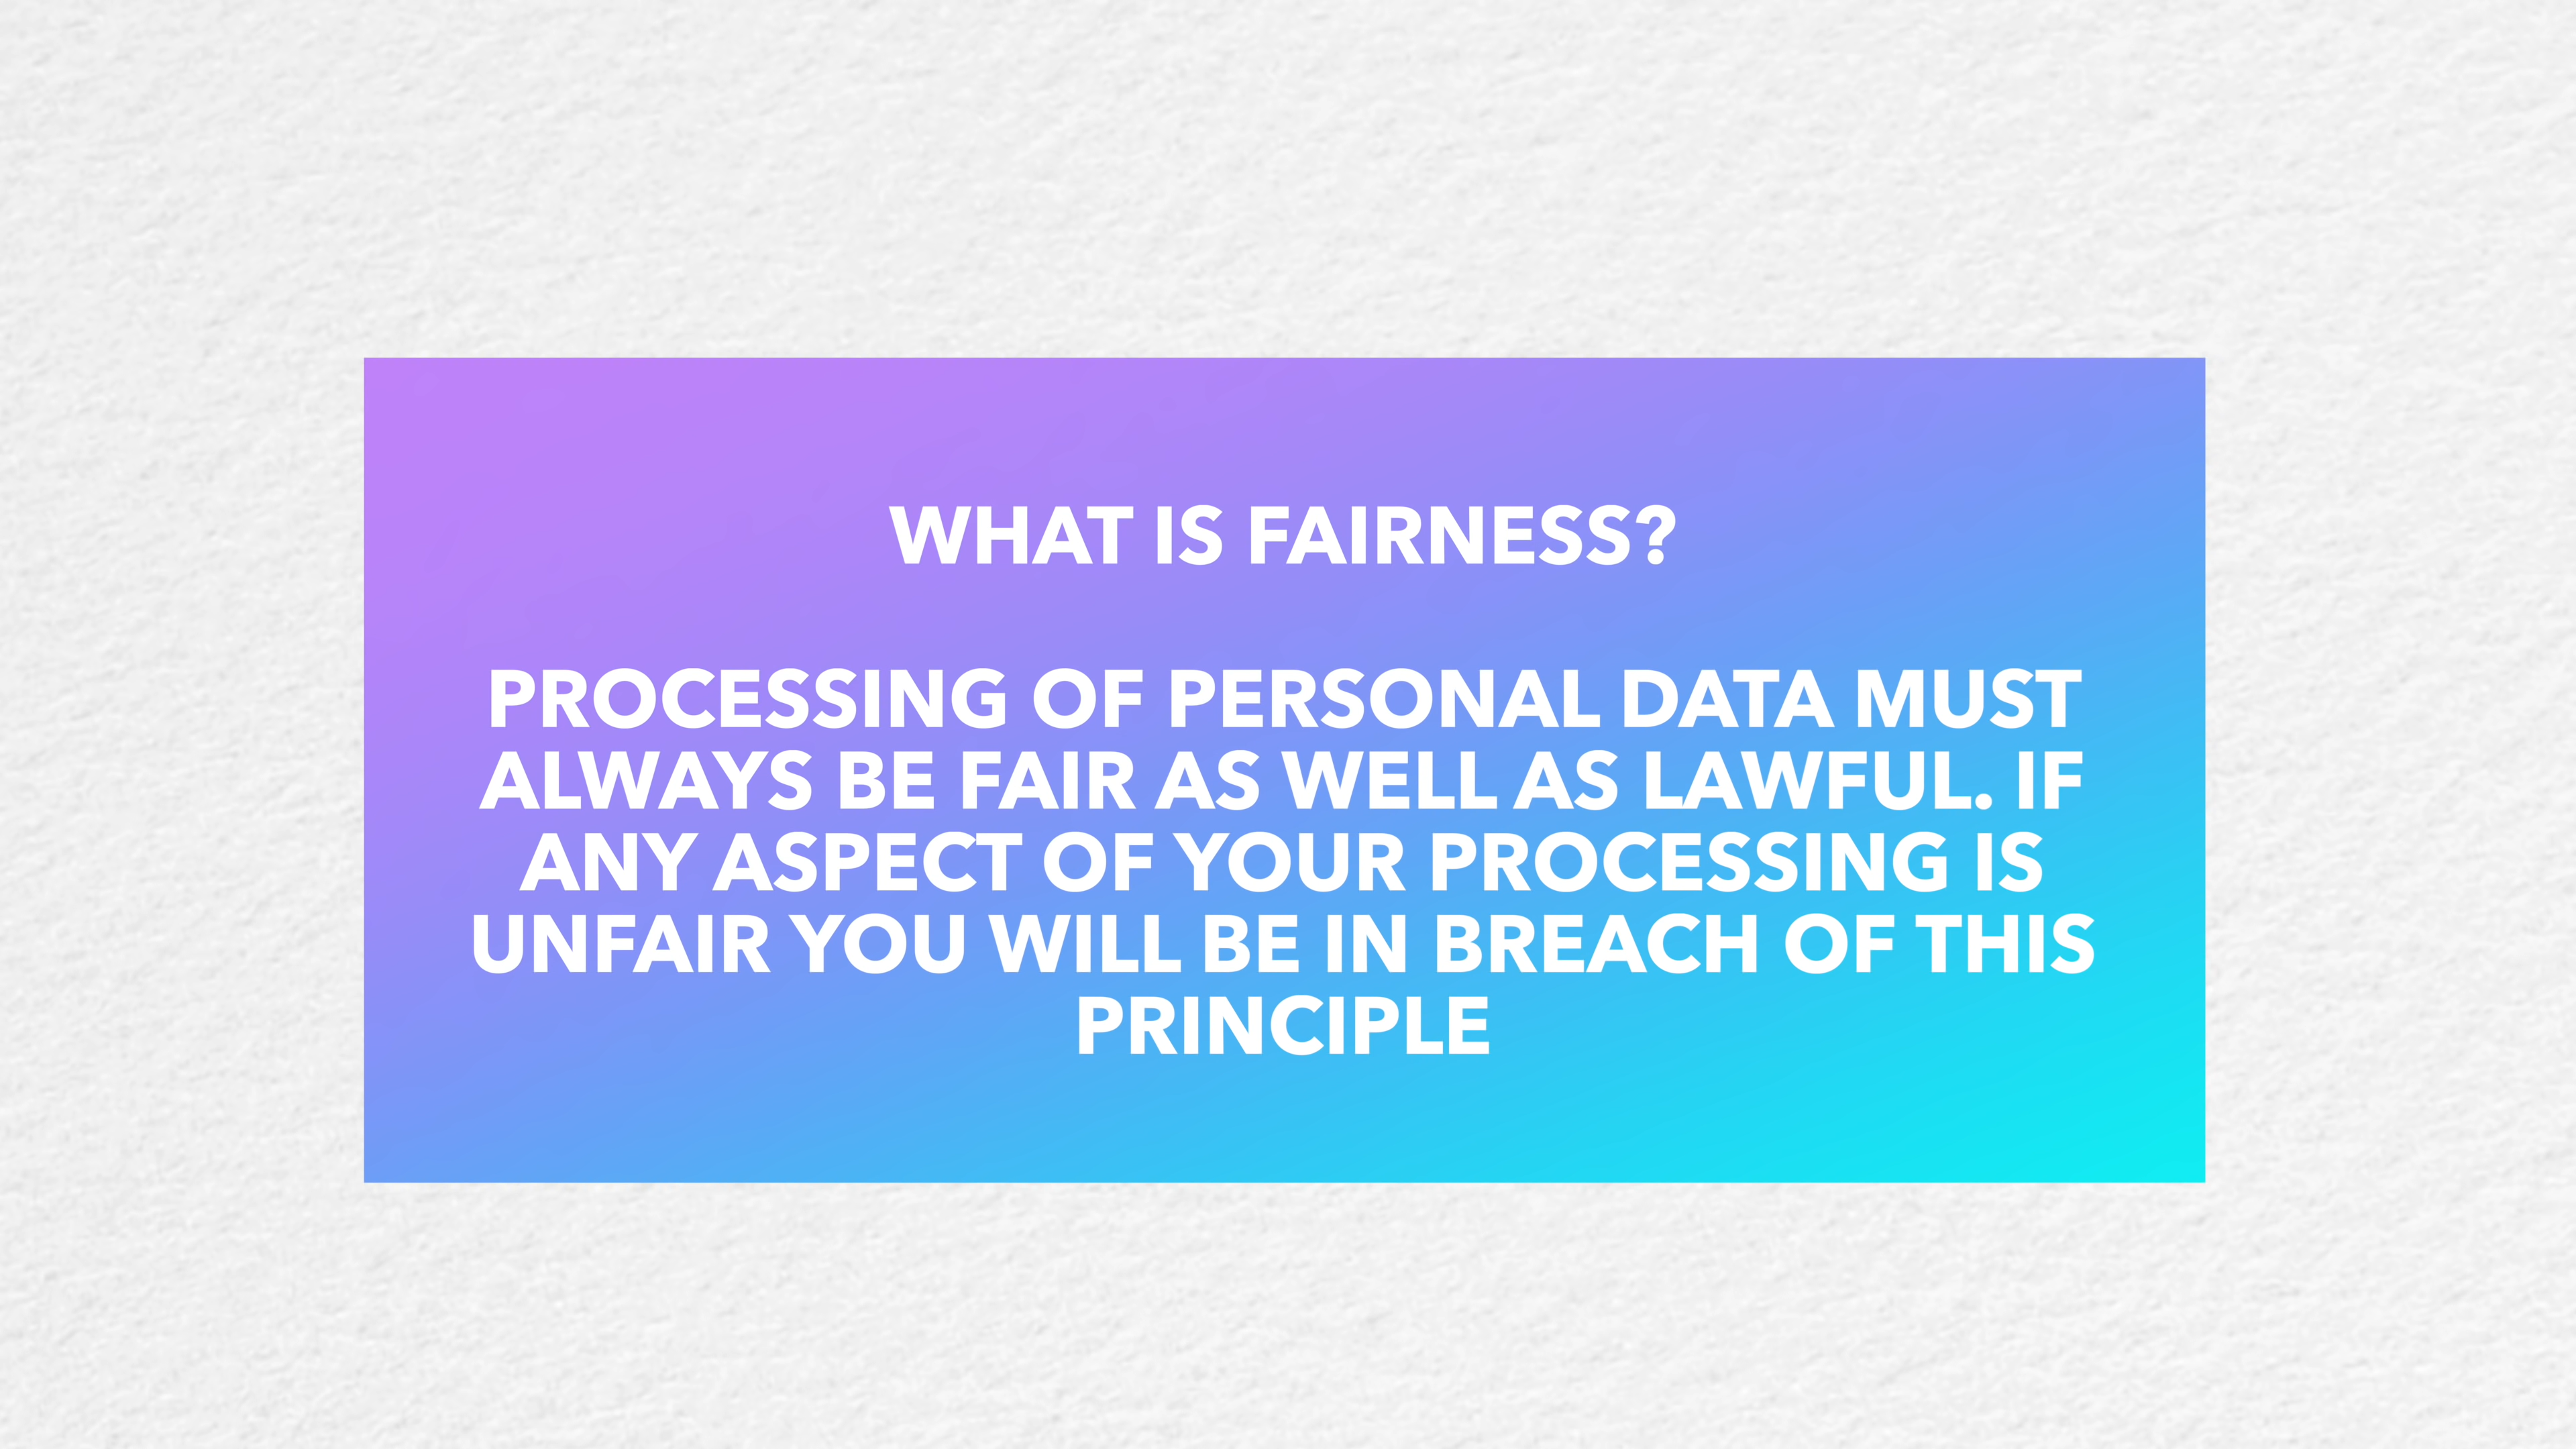 WHAT IS FAIRNESS?
PROCESSING OF PERSONAL DATA MUST
ALWAYS BE FAIR AS WELL AS LAWFUL. IF
ANY ASPECT OF YOUR PROCESSING IS
UNFAIR YOU WILL BE IN BREACH OF THIS
PRINCIPLE